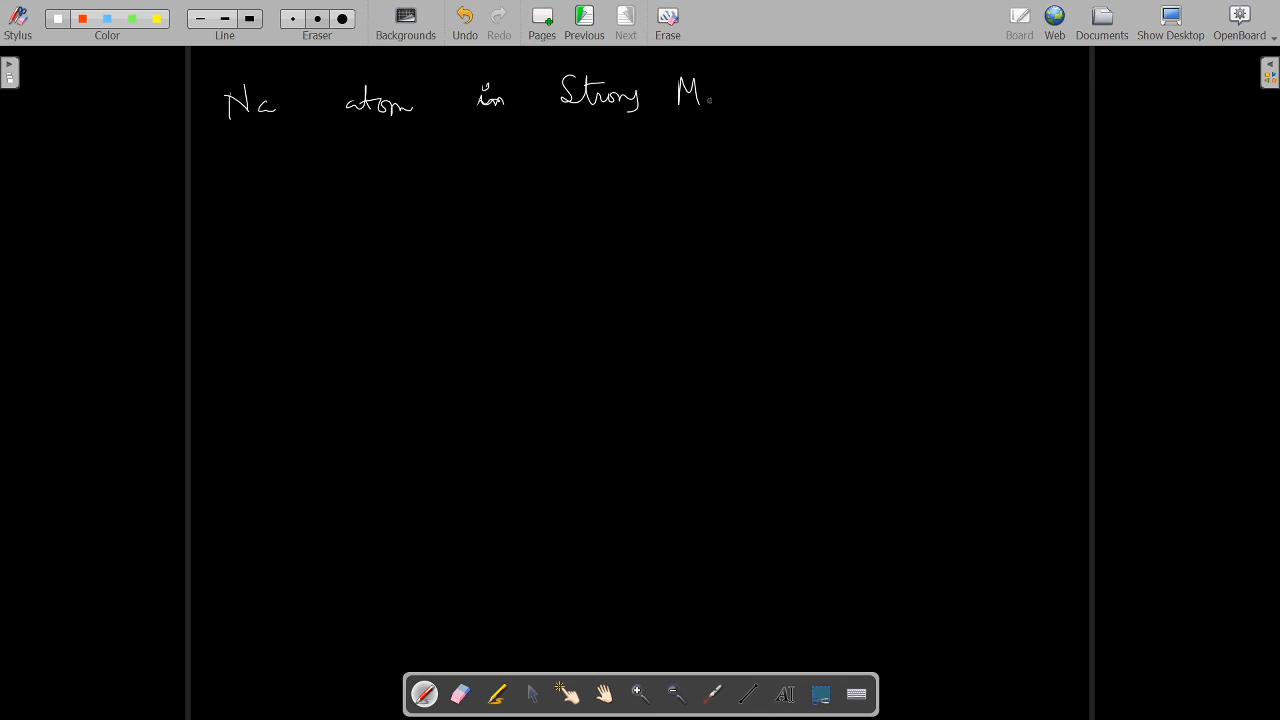 Stylus Color Line Eraser Backgrounds Undo Redo Pages Previous Next Erase Board Web Documents Show Desktop OpenBoard
Na atom in Strong M
AI